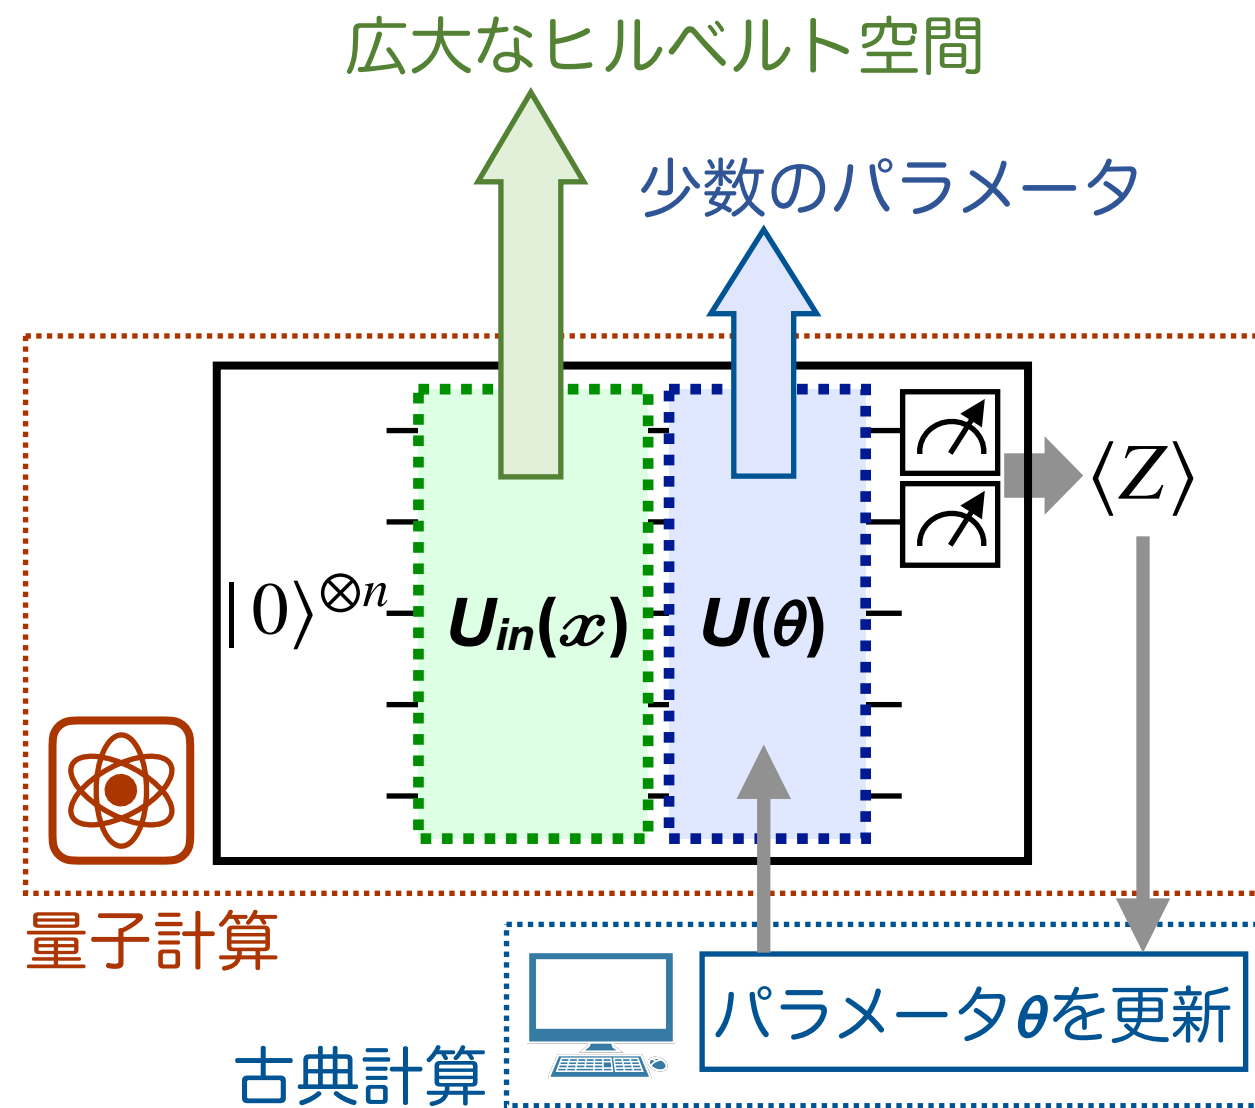 広大なヒルベルト空間
少数のパラメータ
|0⟩⊗n
Uin(x)
U(θ)
⟨Z⟩
量子計算
パラメータθを更新
古典計算